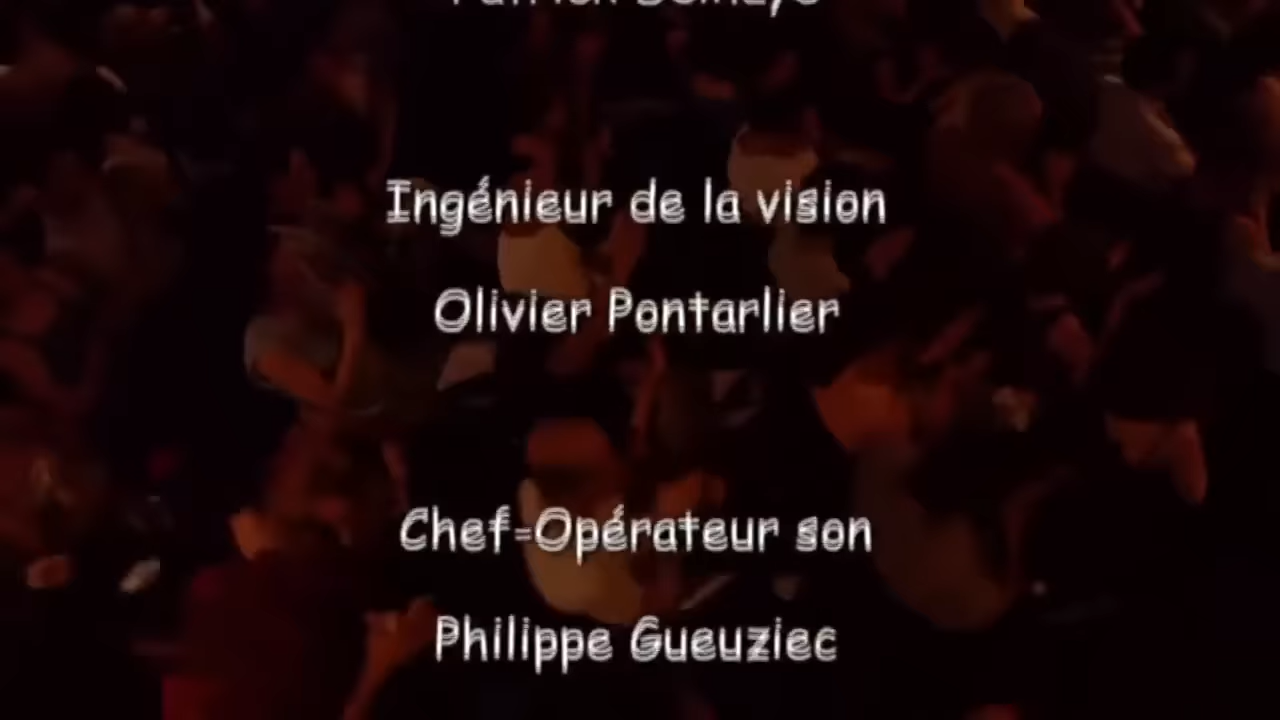 Ingénieur de la vision
Olivier Pontarlier
Chef-Opérateur son
Philippe Gueuziec